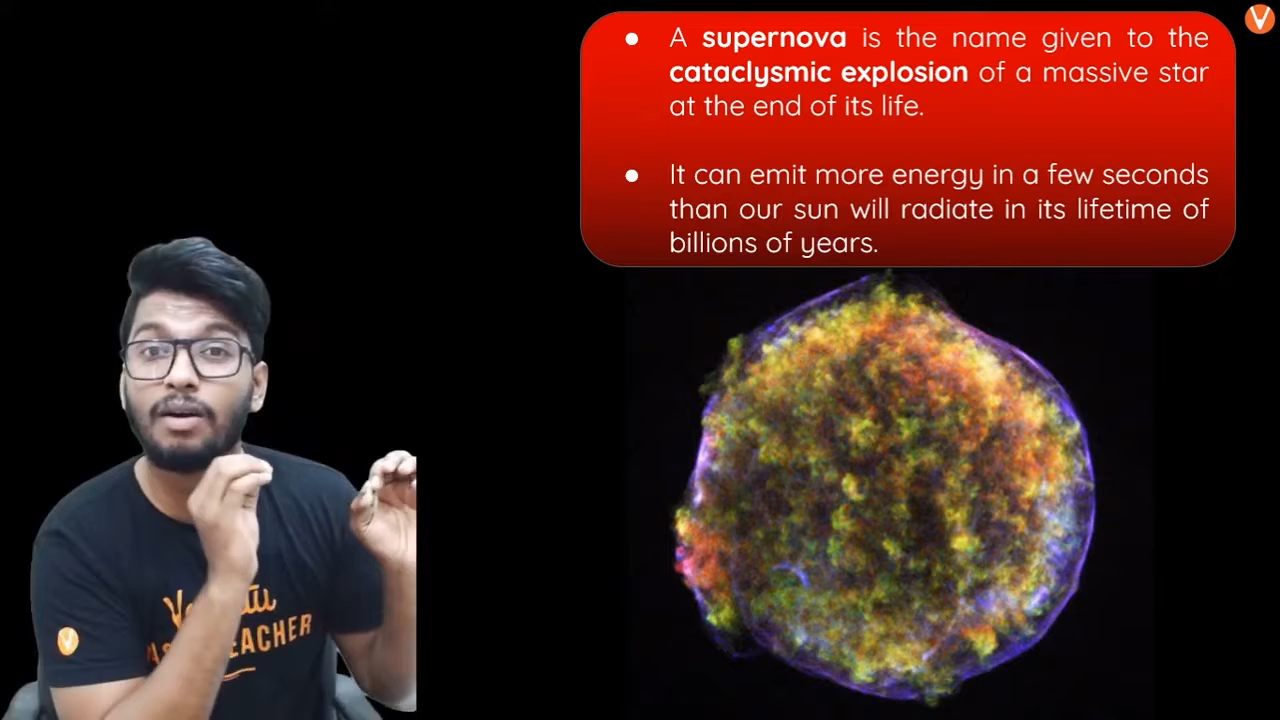 ● A supernova is the name given to the
cataclysmic explosion of a massive star
at the end of its life.
● It can emit more energy in a few seconds
than our sun will radiate in its lifetime of
billions of years.